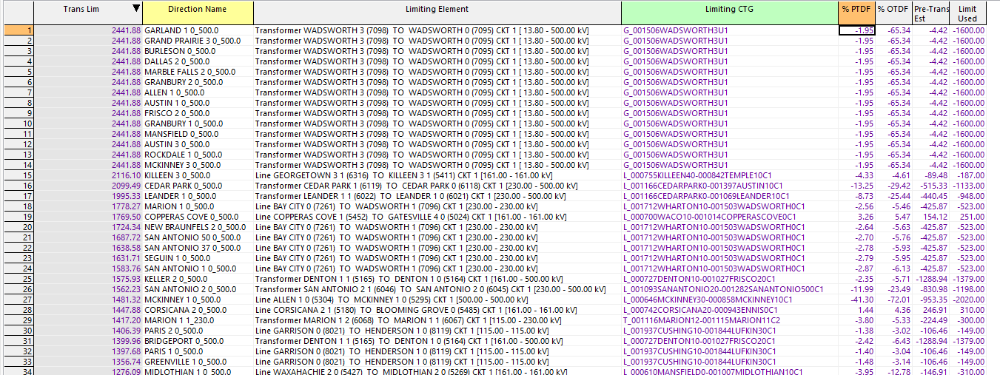 Trans Lim Direction Name Limiting Element Limiting CTG % PTDF % OTDF Pre-Trans Est Limit Used
1 2441.88 GARLAND 1 0_500.0 Transformer WADSWORTH 3 (7098) TO WADSWORTH 0 (7095) CKT 1 [ 13.80 - 500.00 kV] G_001506WADSWORTH3U1 -1.95 -65.34 -4.42 -1600.00
2 2441.88 GRAND PRAIRIE 3 0_500.0 Transformer WADSWORTH 3 (7098) TO WADSWORTH 0 (7095) CKT 1 [ 13.80 - 500.00 kV] G_001506WADSWORTH3U1 -1.95 -65.34 -4.42 -1600.00
3 2441.88 BURLESON 0_500.0 Transformer WADSWORTH 3 (7098) TO WADSWORTH 0 (7095) CKT 1 [ 13.80 - 500.00 kV] G_001506WADSWORTH3U1 -1.95 -65.34 -4.42 -1600.00
4 2441.88 DALLAS 2 0_500.0 Transformer WADSWORTH 3 (7098) TO WADSWORTH 0 (7095) CKT 1 [ 13.80 - 500.00 kV] G_001506WADSWORTH3U1 -1.95 -65.34 -4.42 -1600.00
5 2441.88 MARBLE FALLS 2 0_500.0 Transformer WADSWORTH 3 (7098) TO WADSWORTH 0 (7095) CKT 1 [ 13.80 - 500.00 kV] G_001506WADSWORTH3U1 -1.95 -65.34 -4.42 -1600.00
6 2441.88 GRANBURY 2 0_500.0 Transformer WADSWORTH 3 (7098) TO WADSWORTH 0 (7095) CKT 1 [ 13.80 - 500.00 kV] G_001506WADSWORTH3U1 -1.95 -65.34 -4.42 -1600.00
7 2441.88 ALLEN 1 0_500.0 Transformer WADSWORTH 3 (7098) TO WADSWORTH 0 (7095) CKT 1 [ 13.80 - 500.00 kV] G_001506WADSWORTH3U1 -1.95 -65.34 -4.42 -1600.00
8 2441.88 AUSTIN 1 0_500.0 Transformer WADSWORTH 3 (7098) TO WADSWORTH 0 (7095) CKT 1 [ 13.80 - 500.00 kV] G_001506WADSWORTH3U1 -1.95 -65.34 -4.42 -1600.00
9 2441.88 FRISCO 2 0_500.0 Transformer WADSWORTH 3 (7098) TO WADSWORTH 0 (7095) CKT 1 [ 13.80 - 500.00 kV] G_001506WADSWORTH3U1 -1.95 -65.34 -4.42 -1600.00
10 2441.88 GRANBURY 1 0_500.0 Transformer WADSWORTH 3 (7098) TO WADSWORTH 0 (7095) CKT 1 [ 13.80 - 500.00 kV] G_001506WADSWORTH3U1 -1.95 -65.34 -4.42 -1600.00
11 2441.88 MANSFIELD 0_500.0 Transformer WADSWORTH 3 (7098) TO WADSWORTH 0 (7095) CKT 1 [ 13.80 - 500.00 kV] G_001506WADSWORTH3U1 -1.95 -65.34 -4.42 -1600.00
12 2441.88 AUSTIN 3 0_500.0 Transformer WADSWORTH 3 (7098) TO WADSWORTH 0 (7095) CKT 1 [ 13.80 - 500.00 kV] G_001506WADSWORTH3U1 -1.95 -65.34 -4.42 -1600.00
13 2441.88 ROCKDALE 1 0_500.0 Transformer WADSWORTH 3 (7098) TO WADSWORTH 0 (7095) CKT 1 [ 13.80 - 500.00 kV] G_001506WADSWORTH3U1 -1.95 -65.34 -4.42 -1600.00
14 2441.88 MCKINNEY 3 0_500.0 Transformer WADSWORTH 3 (7098) TO WADSWORTH 0 (7095) CKT 1 [ 13.80 - 500.00 kV] G_001506WADSWORTH3U1 -1.95 -65.34 -4.42 -1600.00
15 2116.10 KILLEEN 3 0_500.0 Line GEORGETOWN 3 1 (6316) TO KILLEEN 3 1 (5411) CKT 1 [161.00 - 161.00 kV] L_000755KILLEEN40-000842TEMPLE10C1 -4.33 -4.61 -89.48 -187.00
16 2099.49 CEDAR PARK 0_500.0 Transformer CEDAR PARK 1 (6119) TO CEDAR PARK 0 (6118) CKT 1 [230.00 - 500.00 kV] L_001166CEDARPARK0-001397AUSTIN10C1 -13.25 -29.42 -515.33 -1133.00
17 1995.33 LEANDER 1 0_500.0 Transformer LEANDER 1 1 (6022) TO LEANDER 1 0 (6021) CKT 1 [230.00 - 500.00 kV] L_001166CEDARPARK0-001069LEANDER10C1 -8.73 -25.44 -440.45 -948.00
18 1778.27 MARION 1 0_500.0 Line BAY CITY 0 (7261) TO WADSWORTH 1 (7096) CKT 1 [230.00 - 230.00 kV] L_001712WHARTON10-001503WADSWORTH0C1 -2.56 -5.46 -425.87 -523.00
19 1769.50 COPPERAS COVE 0_500.0 Line COPPERAS COVE 1 (5452) TO GATESVILLE 4 0 (5024) CKT 1 [161.00 - 161.00 kV] L_000700WACO10-001014COPPERASCOVE0C1 3.26 5.47 154.12 251.00
20 1724.34 NEW BRAUNFELS 2 0_500.0 Line BAY CITY 0 (7261) TO WADSWORTH 1 (7096) CKT 1 [230.00 - 230.00 kV] L_001712WHARTON10-001503WADSWORTH0C1 -2.64 -5.63 -425.87 -523.00
21 1687.72 SAN ANTONIO 50 0_500.0 Line BAY CITY 0 (7261) TO WADSWORTH 1 (7096) CKT 1 [230.00 - 230.00 kV] L_001712WHARTON10-001503WADSWORTH0C1 -2.70 -5.76 -425.87 -523.00
22 1638.58 SAN ANTONIO 37 0_500.0 Line BAY CITY 0 (7261) TO WADSWORTH 1 (7096) CKT 1 [230.00 - 230.00 kV] L_001712WHARTON10-001503WADSWORTH0C1 -2.78 -5.93 -425.87 -523.00
23 1631.71 SEGUIN 1 0_500.0 Line BAY CITY 0 (7261) TO WADSWORTH 1 (7096) CKT 1 [230.00 - 230.00 kV] L_001712WHARTON10-001503WADSWORTH0C1 -2.79 -5.95 -425.87 -523.00
24 1583.76 SAN ANTONIO 1 0_500.0 Line BAY CITY 0 (7261) TO WADSWORTH 1 (7096) CKT 1 [230.00 - 230.00 kV] L_001712WHARTON10-001503WADSWORTH0C1 -2.87 -6.13 -425.87 -523.00
25 1575.93 KELLER 2 0_500.0 Transformer DENTON 1 1 (5165) TO DENTON 1 0 (5164) CKT 1 [161.00 - 500.00 kV] L_000727DENTON10-001027FRISCO20C1 -2.35 -5.71 -1288.94 -1379.00
26 1562.23 SAN ANTONIO 2 0_500.0 Transformer SAN ANTONIO 2 1 (6046) TO SAN ANTONIO 2 0 (6045) CKT 1 [230.00 - 500.00 kV] L_001093SANANTONIO20-001282SANANTONIO500C1 -11.99 -23.49 -830.98 -1198.00
27 1481.32 MCKINNEY 1 0_500.0 Line ALLEN 1 0 (5304) TO MCKINNEY 1 0 (5295) CKT 1 [500.00 - 500.00 kV] L_000646MCKINNEY30-000858MCKINNEY10C1 -41.30 -72.01 -953.35 -2020.00
28 1447.88 CORSICANA 2 0_500.0 Line CORSICANA 2 1 (5180) TO BLOOMING GROVE 0 (5485) CKT 1 [161.00 - 161.00 kV] L_000742CORSICANA20-000943ENNIS0C1 1.44 4.36 246.91 310.00
29 1417.20 MARION 1 1_230.0 Transformer MARION 1 2 (6068) TO MARION 1 1 (6067) CKT 1 [115.00 - 230.00 kV] T_001116MARION12-001115MARION11C2 -3.80 -5.33 -224.49 -300.00
30 1406.39 PARIS 2 0_500.0 Line GARRISON 0 (8021) TO HENDERSON 1 0 (8119) CKT 1 [115.00 - 115.00 kV] L_001937CUSHING10-001844LUFKIN30C1 -1.38 -3.02 -106.46 -149.00
31 1399.96 BRIDGEPORT 0_500.0 Transformer DENTON 1 1 (5165) TO DENTON 1 0 (5164) CKT 1 [161.00 - 500.00 kV] L_000727DENTON10-001027FRISCO20C1 -2.42 -6.43 -1288.94 -1379.00
32 1397.68 PARIS 1 0_500.0 Line GARRISON 0 (8021) TO HENDERSON 1 0 (8119) CKT 1 [115.00 - 115.00 kV] L_001937CUSHING10-001844LUFKIN30C1 -1.40 -3.04 -106.46 -149.00
33 1356.74 GREENVILLE 1 0_500.0 Line GARRISON 0 (8021) TO HENDERSON 1 0 (8119) CKT 1 [115.00 - 115.00 kV] L_001937CUSHING10-001844LUFKIN30C1 -1.48 -3.14 -106.46 -149.00
34 1276.09 MIDLOTHIAN 1 0_500.0 Line WAXAHACHIE 2 0 (5427) TO MIDLOTHIAN 2 0 (5269) CKT 1 [161.00 - 161.00 kV] L_000610MANSFIELD0-001007MIDLOTHIAN10C1 -3.95 -12.78 -146.91 -310.00